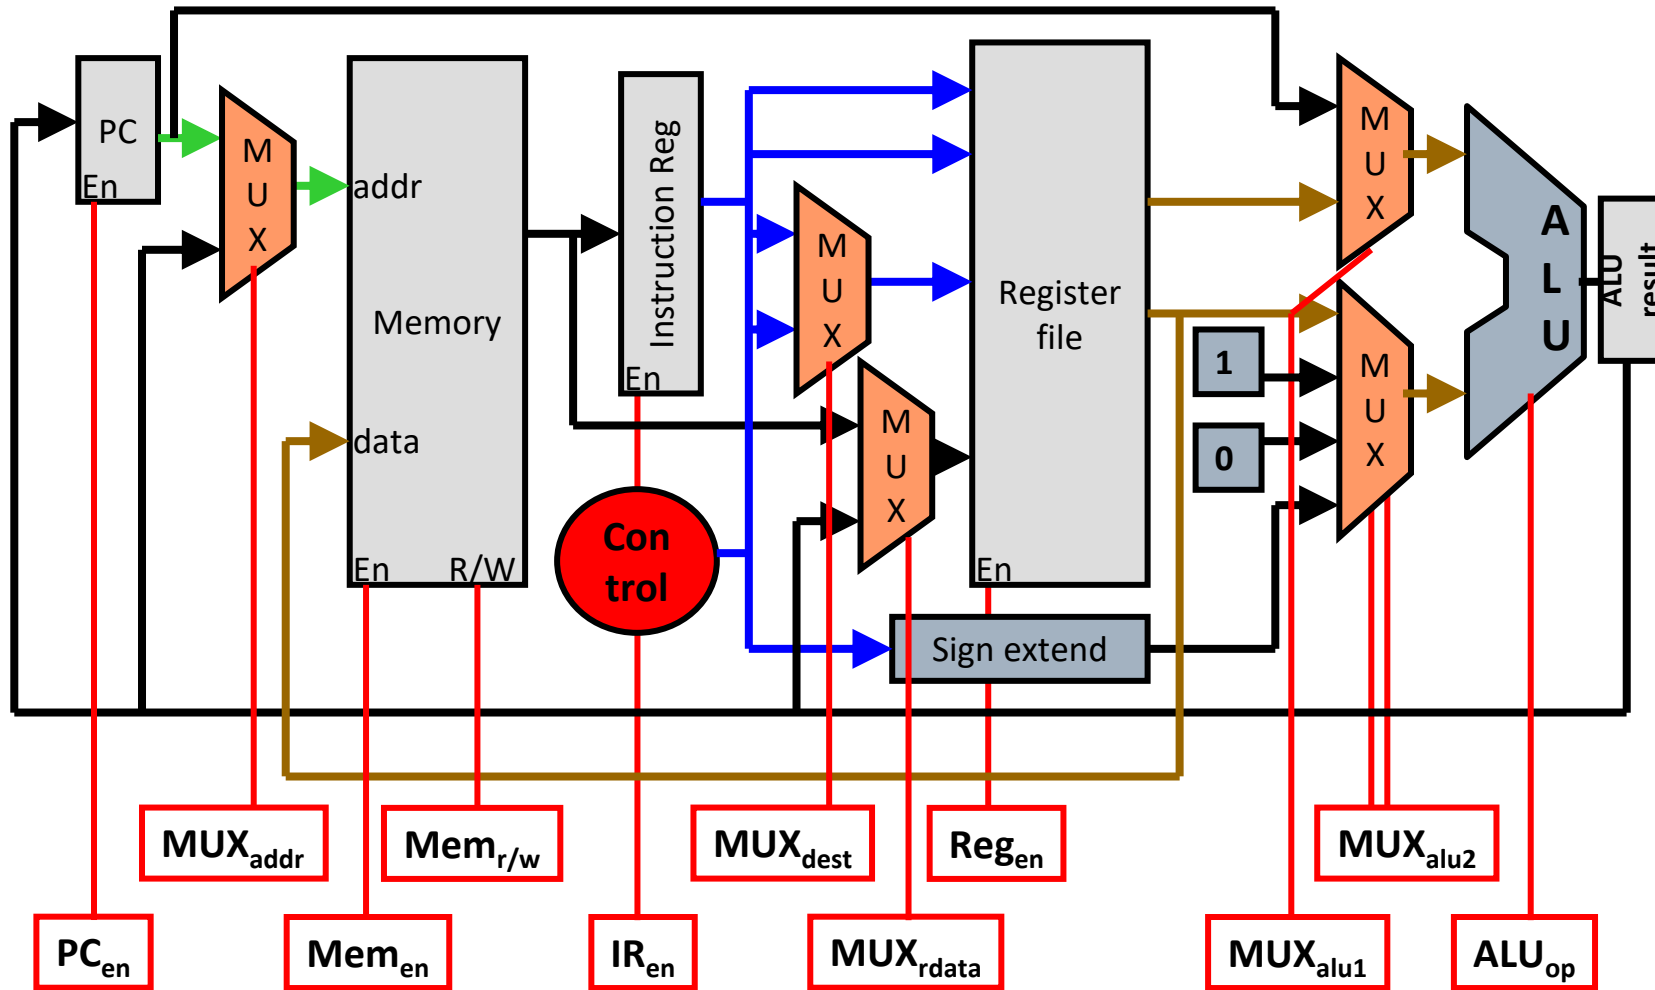 PC
En
M
U
X
addr
Memory
data
En R/W
Instruction Reg
En
Con
trol
M
U
X
M
U
X
Register
file
En
Sign extend
M
U
X
1
0
M
U
X
A
L
U
ALU
result
MUXaddr
Memr/w
MUXdest
Regen
MUXalu2
PCen
Memen
IRen
MUXrdata
MUXalu1
ALUop